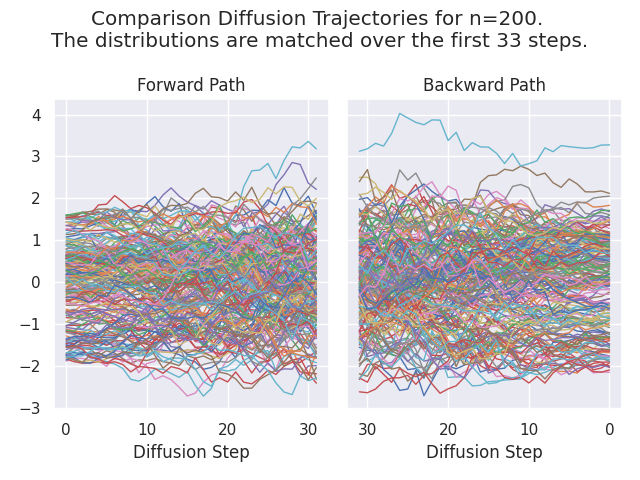 Comparison Diffusion Trajectories for n=200.
The distributions are matched over the first 33 steps.
Forward Path
Backward Path
4
3
2
1
0
−1
−2
−3
0 10 20 30
30 20 10 0
Diffusion Step
Diffusion Step